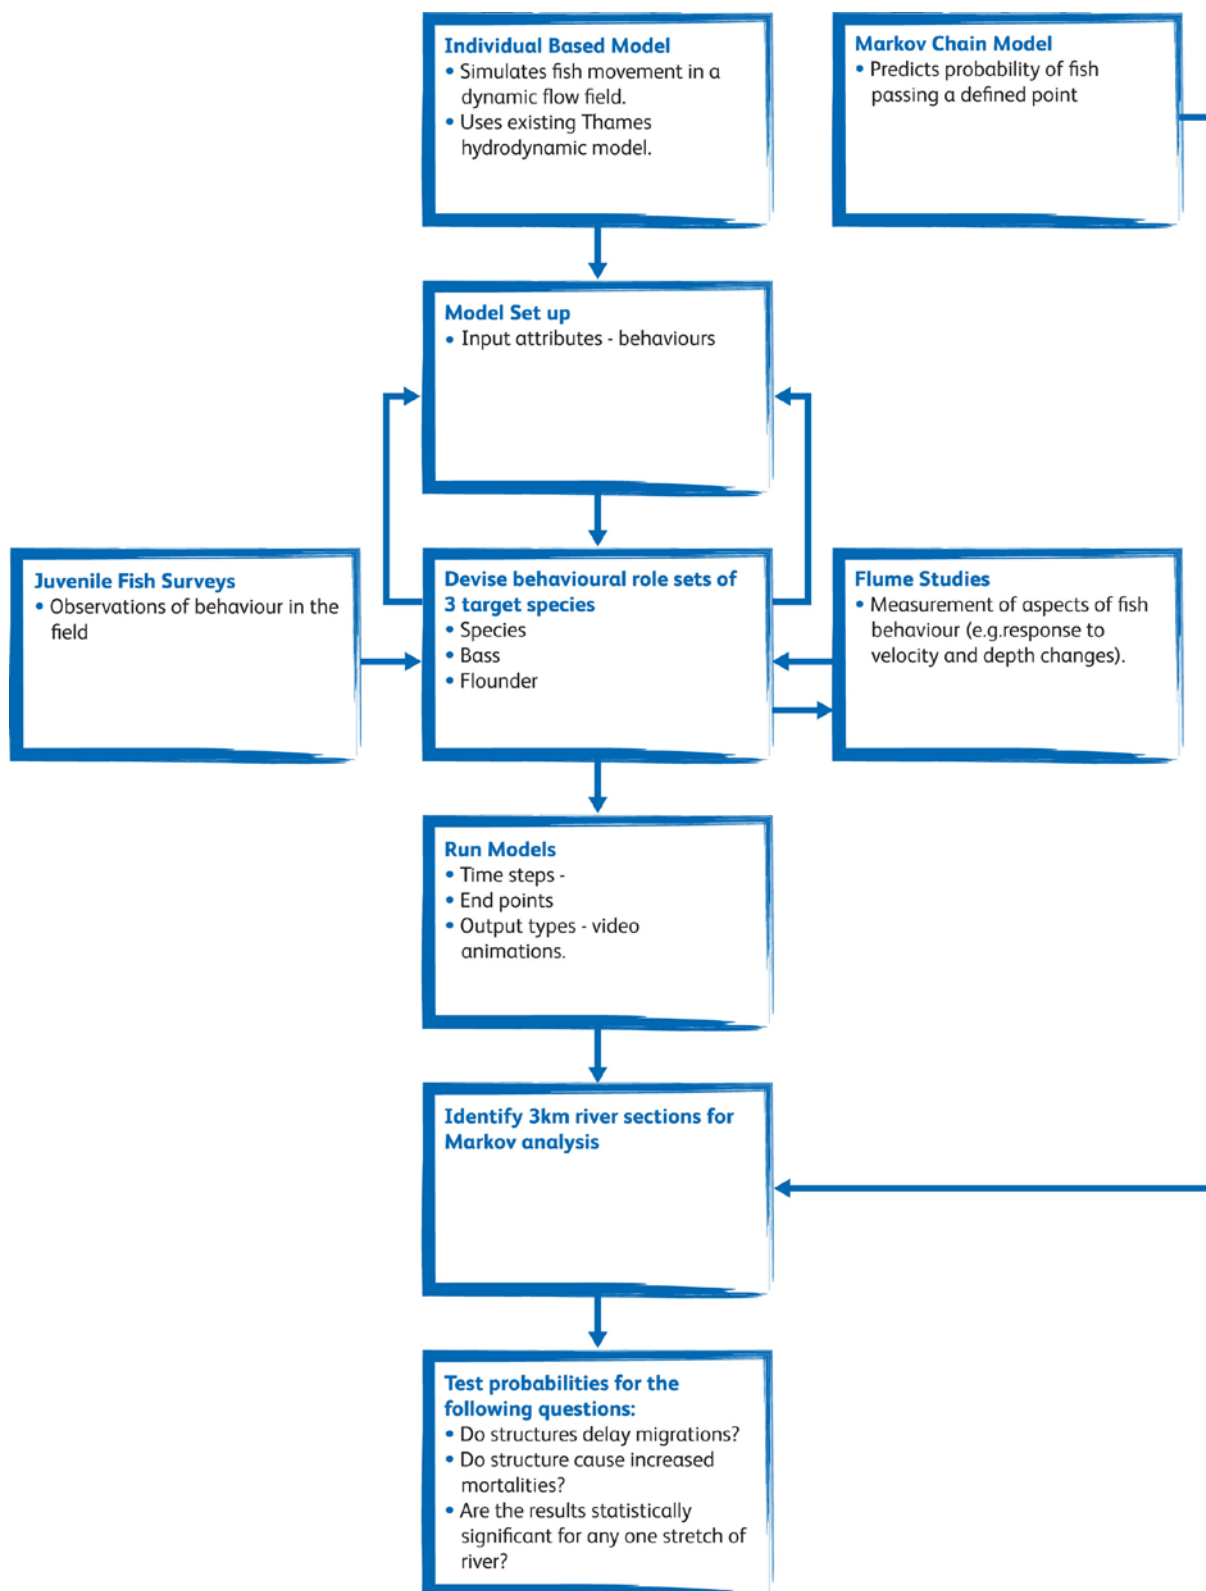 Individual Based Model
• Simulates fish movement in a
dynamic flow field.
• Uses existing Thames
hydrodynamic model.
Markov Chain Model
• Predicts probability of fish
passing a defined point
Model Set up
• Input attributes - behaviours
Juvenile Fish Surveys
• Observations of behaviour in the
field
Devise behavioural role sets of
3 target species
• Species
• Bass
• Flounder
Flume Studies
• Measurement of aspects of fish
behaviour (e.g.response to
velocity and depth changes).
Run Models
• Time steps -
• End points
• Output types - video
animations.
Identify 3km river sections for
Markov analysis
Test probabilities for the
following questions:
• Do structures delay migrations?
• Do structure cause increased
mortalities?
• Are the results statistically
significant for any one stretch of
river?